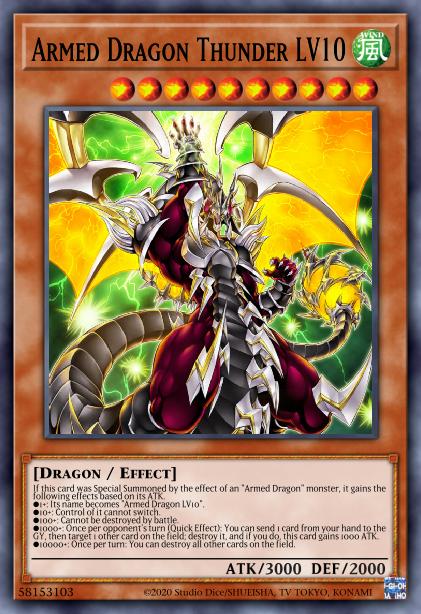 ARMED DRAGON THUNDER LV10
WIND
風
[DRAGON / EFFECT]
If this card was Special Summoned by the effect of an "Armed Dragon" monster, it gains the
following effects based on its ATK.
●1+: Its name becomes "Armed Dragon LV10".
●10+: Control of it cannot switch.
●100+: Cannot be destroyed by battle.
●1000+: Once per opponent's turn (Quick Effect): You can send 1 card from your hand to the
GY, then target 1 other card on the field; destroy it, and if you do, this card gains 1000 ATK.
●10000+: Once per turn: You can destroy all other cards on the field.
ATK/3000 DEF/2000
58153103
©2020 Studio Dice/SHUEISHA, TV TOKYO, KONAMI